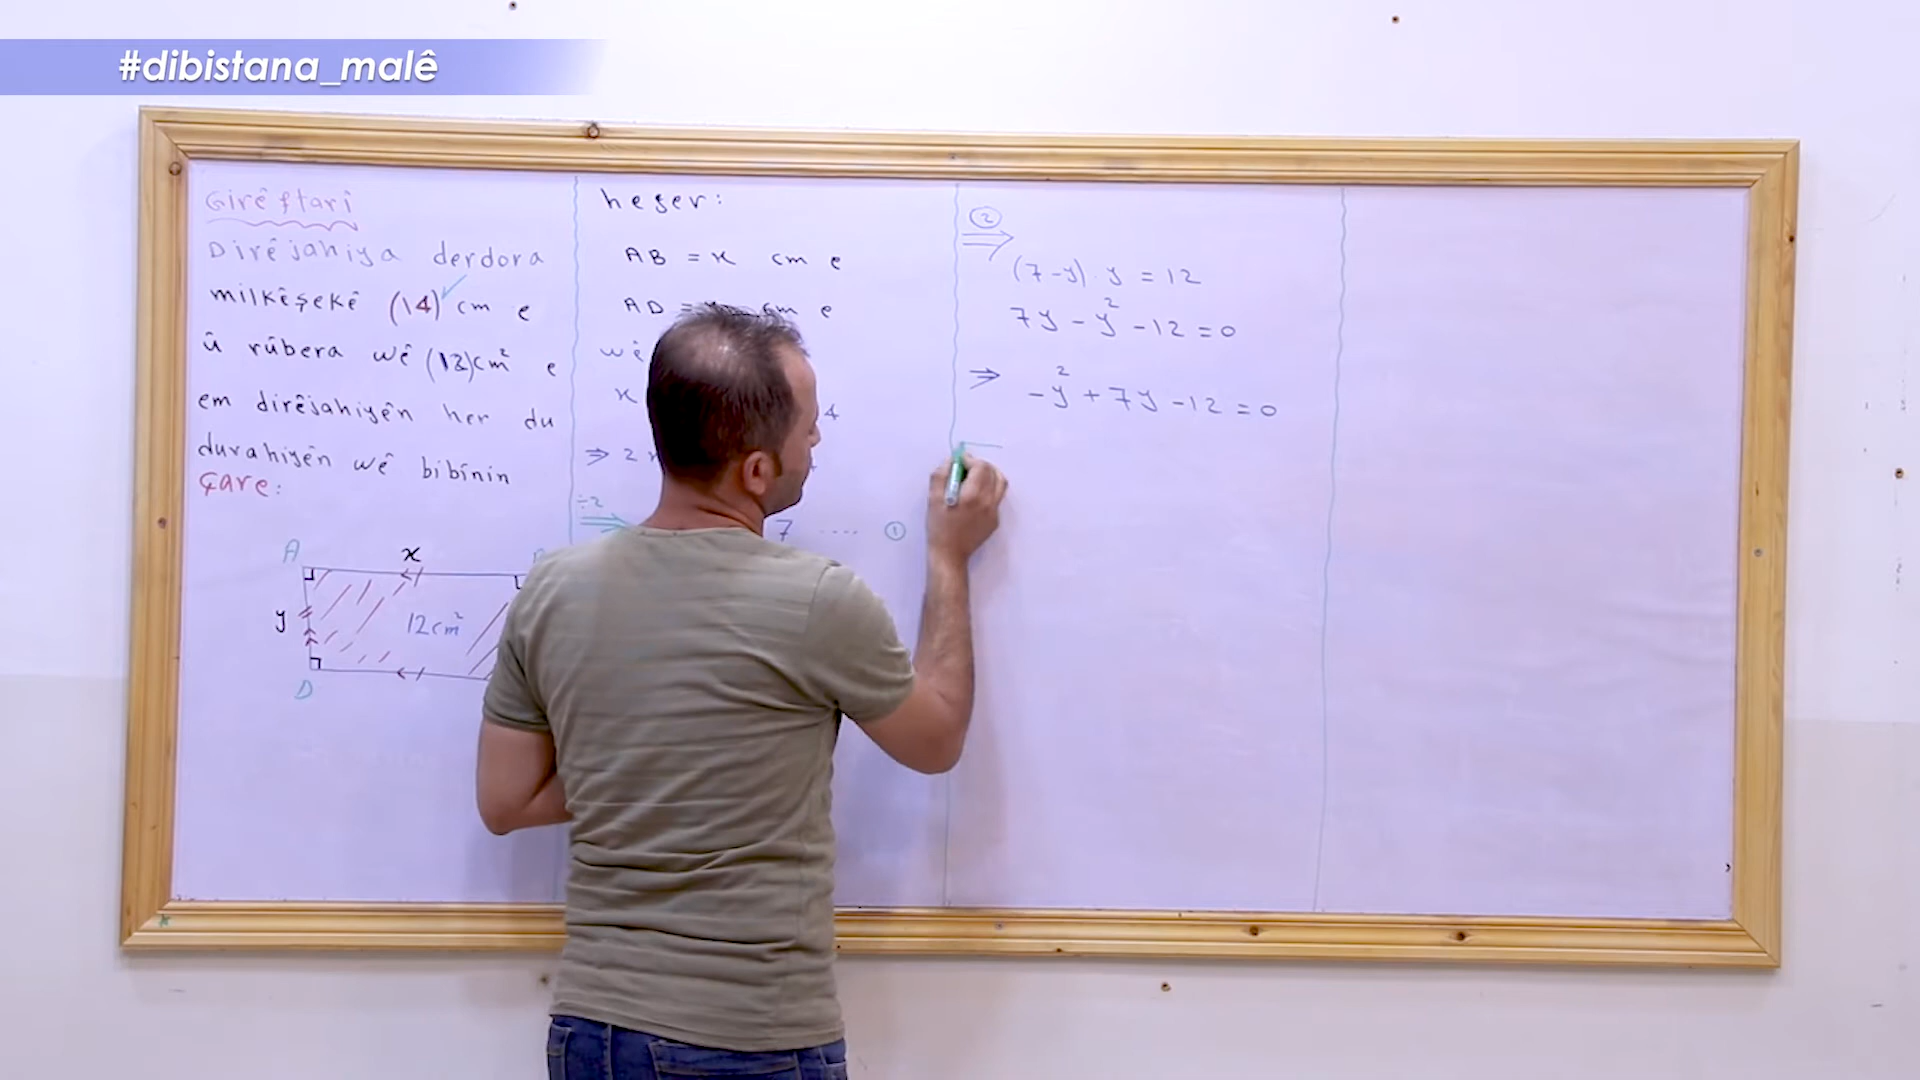 #dibistana_malê
Girêftarî
Dirêjahiya derdora
milkêşekê (14) cm e
û rûbera wê (12)cm² e
em dirêjahiyên her du
durahiyên wê bibînin
Çare:
A x
y 12cm²
D
heger:
AB = x cm e
AD = cm e
wê
x 4
⇒ 2
÷2
⇒ 7 .... ①
②
⇒
(7-y).y = 12
7y - y² - 12 = 0
⇒ -y² + 7y - 12 = 0